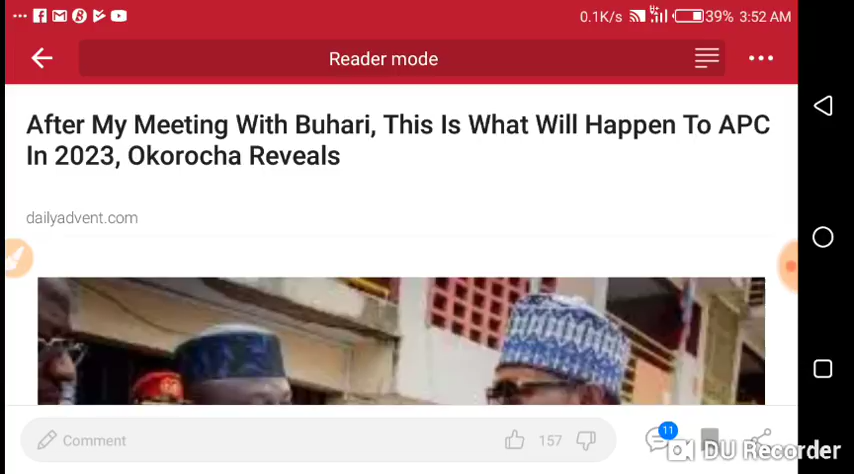 0.1K/s H+ 39% 3:52 AM
Reader mode
After My Meeting With Buhari, This Is What Will Happen To APC
In 2023, Okorocha Reveals
dailyadvent.com
Comment
157
11
DU Recorder